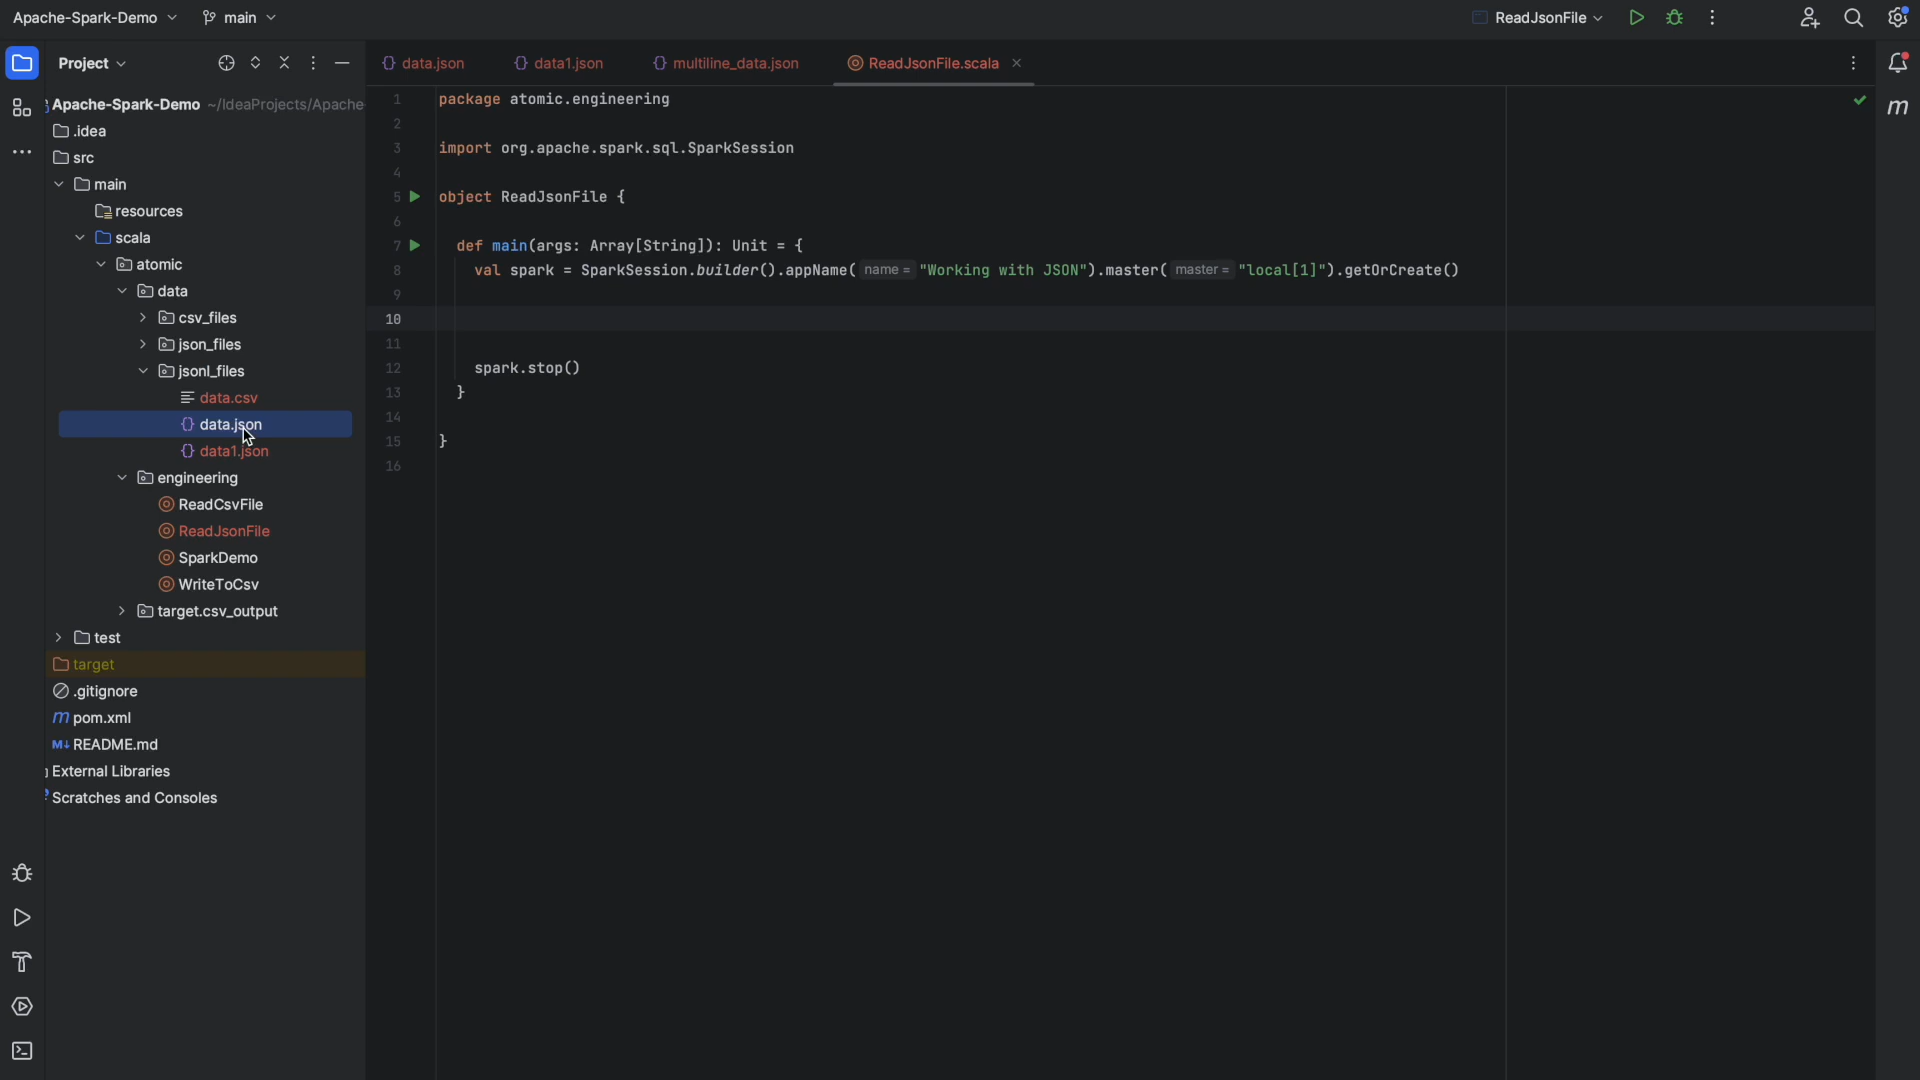 Apache-Spark-Demo main ReadJsonFile
Project
data.json data1.json multiline_data.json ReadJsonFile.scala
Apache-Spark-Demo ~/IdeaProjects/Apache
.idea
src
main
resources
scala
atomic
data
csv_files
json_files
jsonl_files
data.csv
data.json
data1.json
engineering
ReadCsvFile
ReadJsonFile
SparkDemo
WriteToCsv
target.csv_output
test
target
.gitignore
m pom.xml
M↓ README.md
External Libraries
Scratches and Consoles
1 package atomic.engineering
2
3 import org.apache.spark.sql.SparkSession
4
5 object ReadJsonFile {
6
7 def main(args: Array[String]): Unit = {
8 val spark = SparkSession.builder().appName( name = "Working with JSON").master( master = "local[1]").getOrCreate()
9
10
11
12 spark.stop()
13 }
14
15 }
16
m